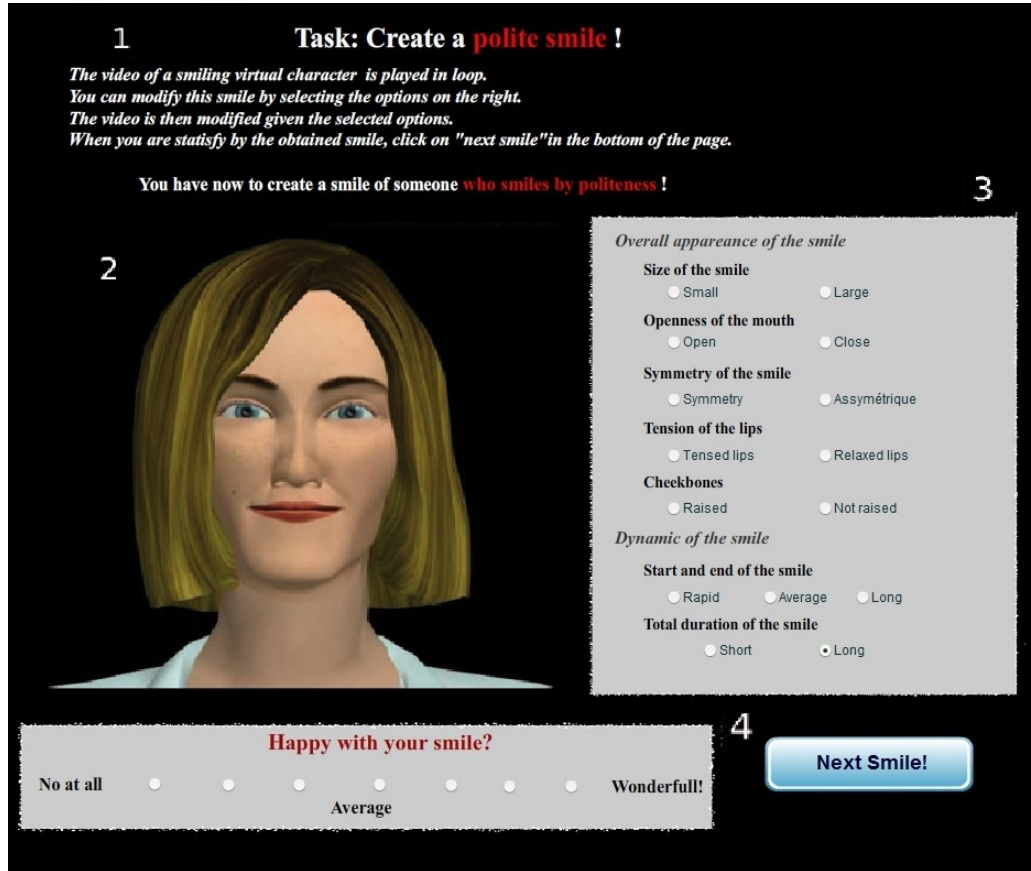 1
Task: Create a polite smile !
The video of a smiling virtual character is played in loop.
You can modify this smile by selecting the options on the right.
The video is then modified given the selected options.
When you are statisfy by the obtained smile, click on "next smile"in the bottom of the page.
You have now to create a smile of someone who smiles by politeness !
3
2
Overall appareance of the smile
Size of the smile
Small Large
Openness of the mouth
Open Close
Symmetry of the smile
Symmetry Assymétrique
Tension of the lips
Tensed lips Relaxed lips
Cheekbones
Raised Not raised
Dynamic of the smile
Start and end of the smile
Rapid Average Long
Total duration of the smile
Short Long
4
Happy with your smile?
No at all Wonderfull!
Average
Next Smile!